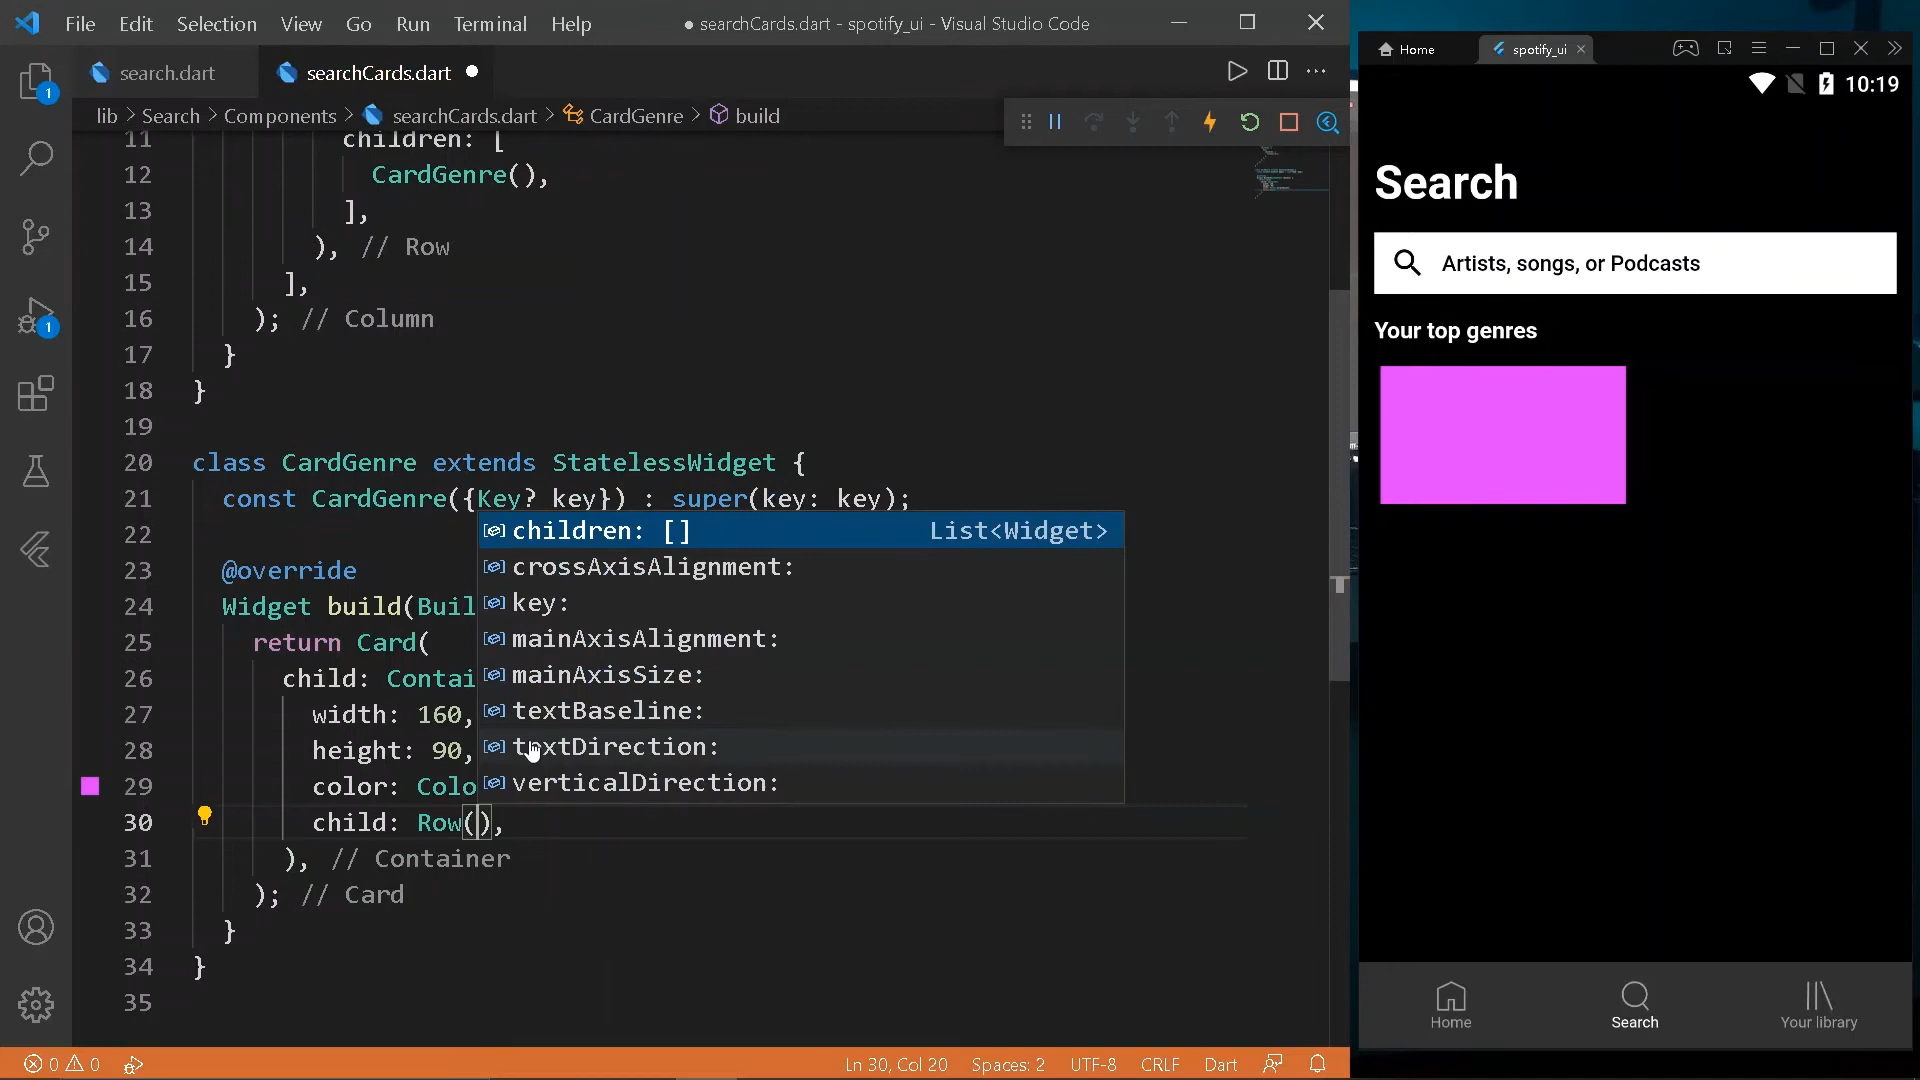 File Edit Selection View Go Run Terminal Help ● searchCards.dart - spotify_ui - Visual Studio Code
search.dart searchCards.dart ●
lib > Search > Components > searchCards.dart > CardGenre > build
11 children: [
12 CardGenre(),
13 ],
14 ), // Row
15 ],
16 ); // Column
17 }
18 }
19
20 class CardGenre extends StatelessWidget {
21 const CardGenre({Key? key}) : super(key: key);
22
23 @override
24 Widget build(Buil
25 return Card(
26 child: Contai
27 width: 160,
28 height: 90,
29 color: Colo
30 child: Row(),
31 ), // Container
32 ); // Card
33 }
34 }
35
children: [] List<Widget>
crossAxisAlignment:
key:
mainAxisAlignment:
mainAxisSize:
textBaseline:
textDirection:
verticalDirection:
1
1
0 0 Ln 30, Col 20 Spaces: 2 UTF-8 CRLF Dart
Home spotify_ui
10:19
Search
Artists, songs, or Podcasts
Your top genres
Home Search Your library